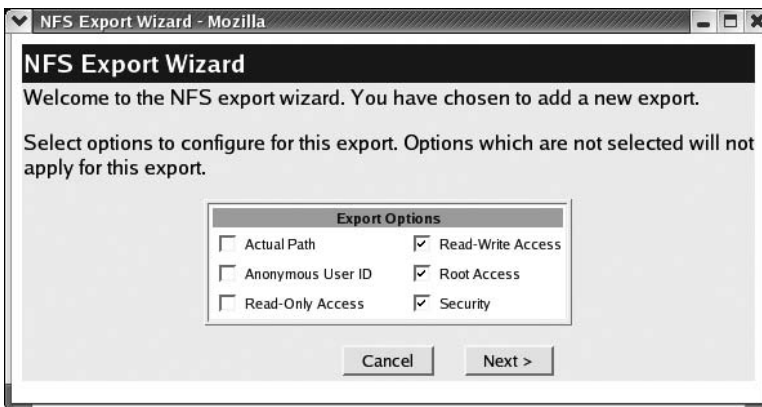 NFS Export Wizard - Mozilla
NFS Export Wizard
Welcome to the NFS export wizard. You have chosen to add a new export.
Select options to configure for this export. Options which are not selected will not
apply for this export.
Export Options
Actual Path
Read-Write Access
Anonymous User ID
Root Access
Read-Only Access
Security
Cancel
Next >